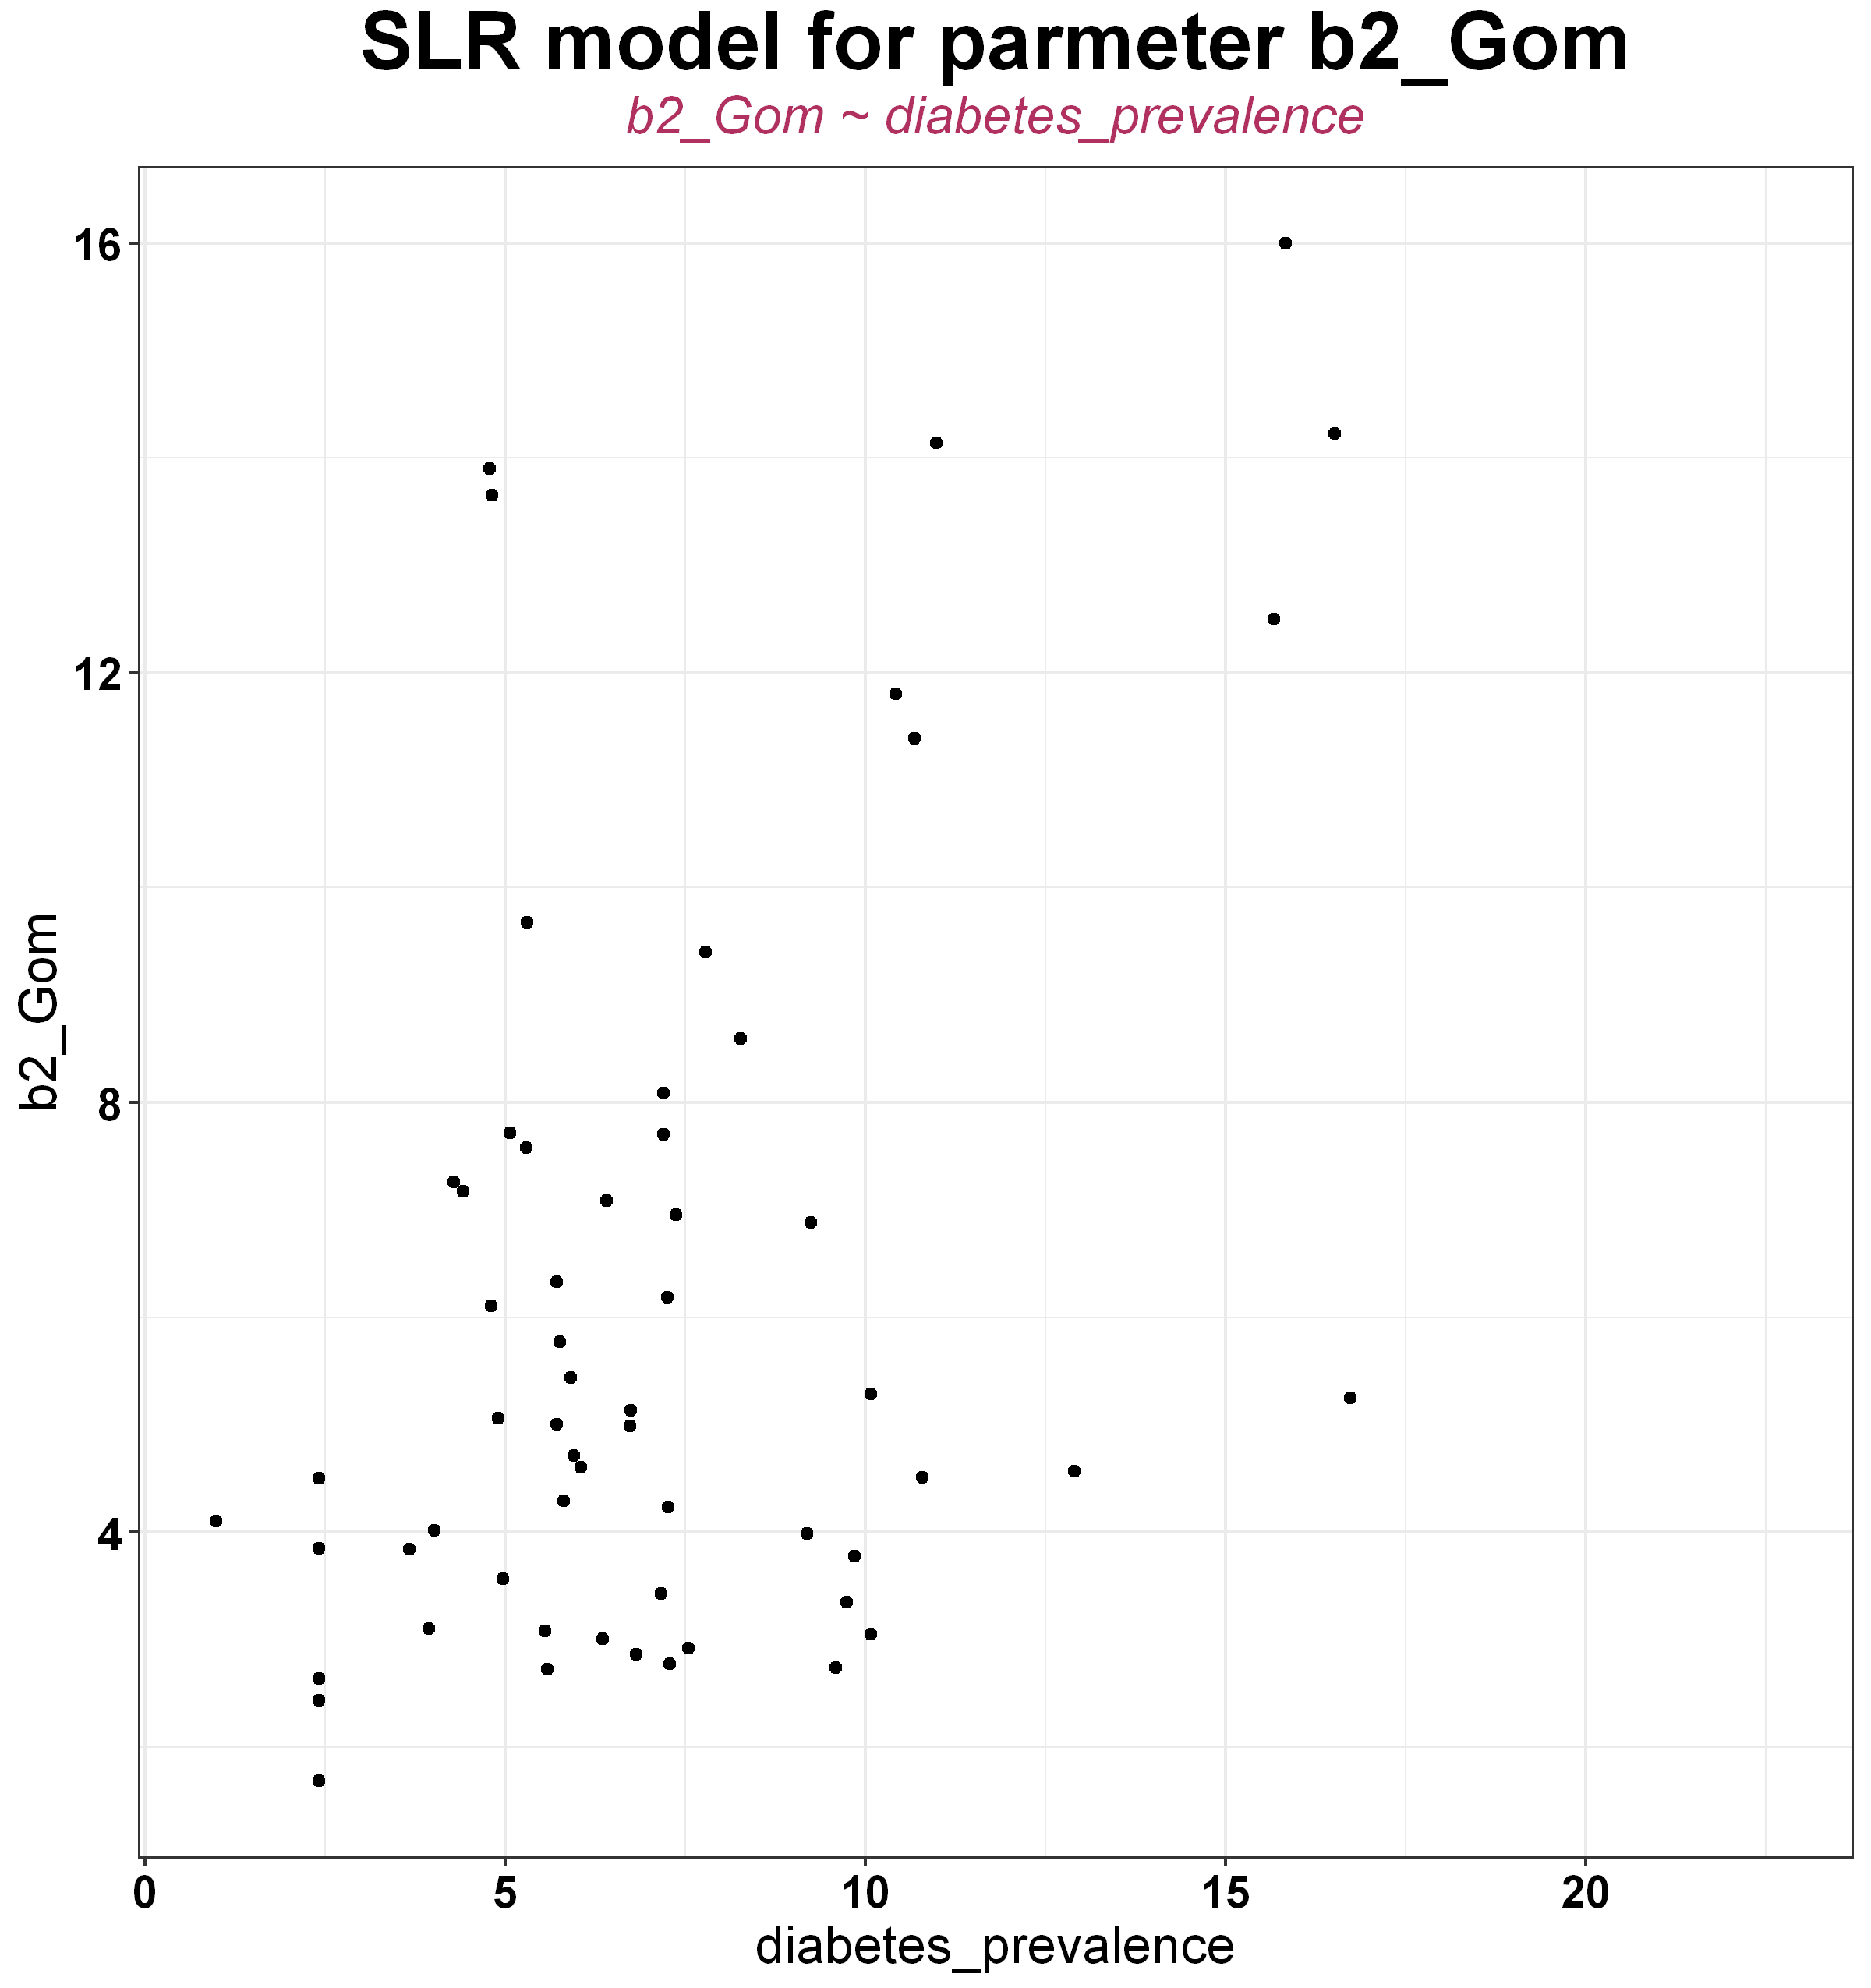 SLR model for parmeter b2_Gom
b2_Gom ~ diabetes_prevalence
16
12
8
4
b2_Gom
0 5 10 15 20
diabetes_prevalence